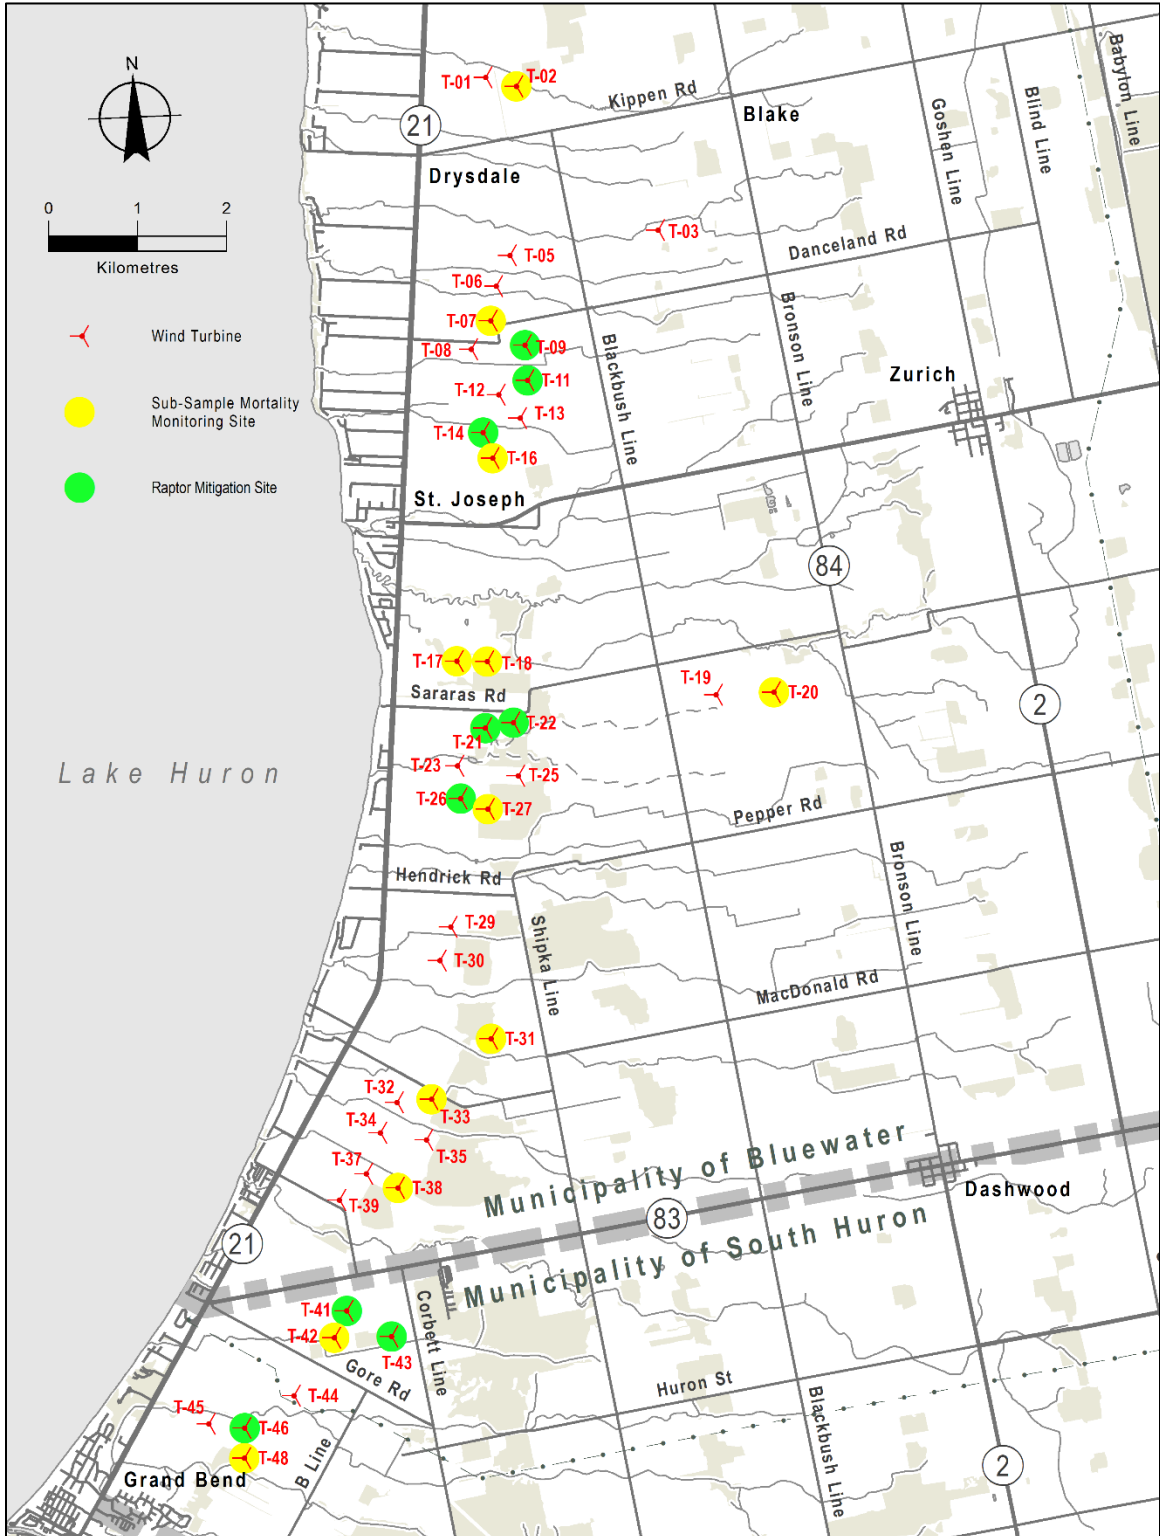 N
0 1 2
Kilometres
Wind Turbine
Sub-Sample Mortality
Monitoring Site
Raptor Mitigation Site
T-01
T-02
Kippen Rd
Blake
Goshen Line
Blind Line
Babylon Line
21
Drysdale
T-03
Danceland Rd
T-05
T-06
T-07
T-08
T-09
Blackbush Line
Bronson Line
Zurich
T-11
T-12
T-13
T-14
T-16
St. Joseph
84
T-17
T-18
Sararas Rd
T-19
T-20
2
T-21
T-22
T-23
T-25
Lake Huron
T-26
T-27
Pepper Rd
Hendrick Rd
Bronson Line
T-29
T-30
Shipka Line
MacDonald Rd
T-31
T-32
T-33
T-34
T-35
T-37
T-38
T-39
Municipality of Bluewater
Dashwood
83
Municipality of South Huron
21
T-41
T-42
T-43
Corbett Line
Gore Rd
Huron St
T-44
T-45
T-46
T-48
B Line
Blackbush Line
2
Grand Bend